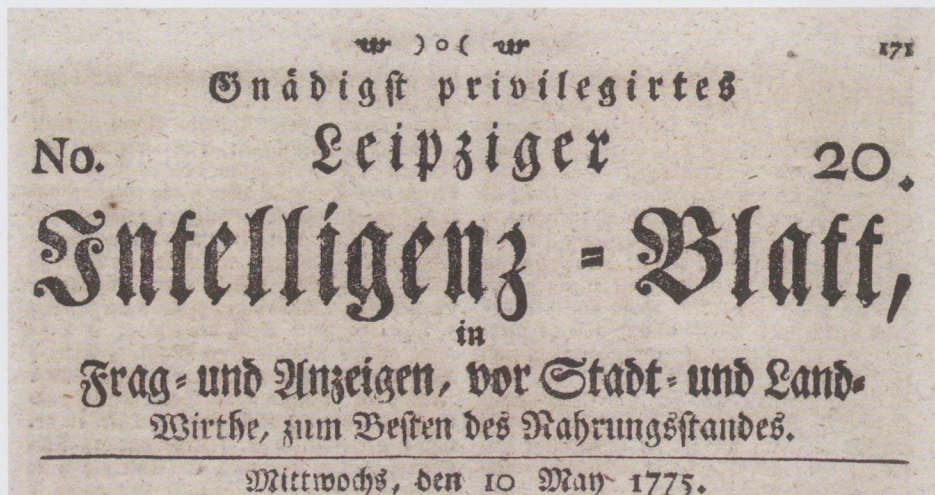 171
Gnädigst privilegirtes
No. Leipziger 20.
Intelligenz-Blatt,
in
Frag- und Anzeigen, vor Stadt- und Land-
Wirthe, zum Besten des Nahrungsstandes.
Mittwochs, den 10 May 1775.